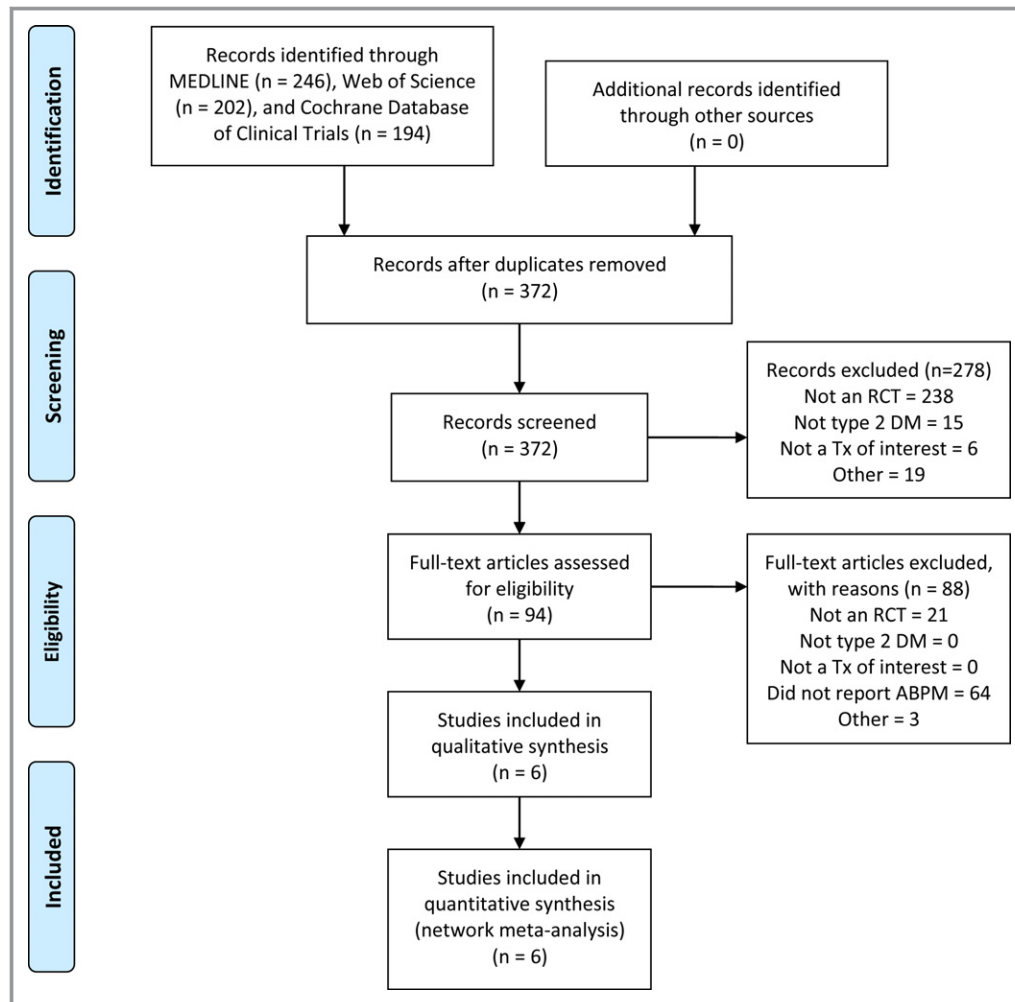 Identification
Records identified through
MEDLINE (n = 246), Web of Science
(n = 202), and Cochrane Database
of Clinical Trials (n = 194)
Additional records identified
through other sources
(n = 0)
Records after duplicates removed
(n = 372)
Screening
Records screened
(n = 372)
Records excluded (n=278)
Not an RCT = 238
Not type 2 DM = 15
Not a Tx of interest = 6
Other = 19
Eligibility
Full-text articles assessed
for eligibility
(n = 94)
Full-text articles excluded,
with reasons (n = 88)
Not an RCT = 21
Not type 2 DM = 0
Not a Tx of interest = 0
Did not report ABPM = 64
Other = 3
Studies included in
qualitative synthesis
(n = 6)
Included
Studies included in
quantitative synthesis
(network meta-analysis)
(n = 6)